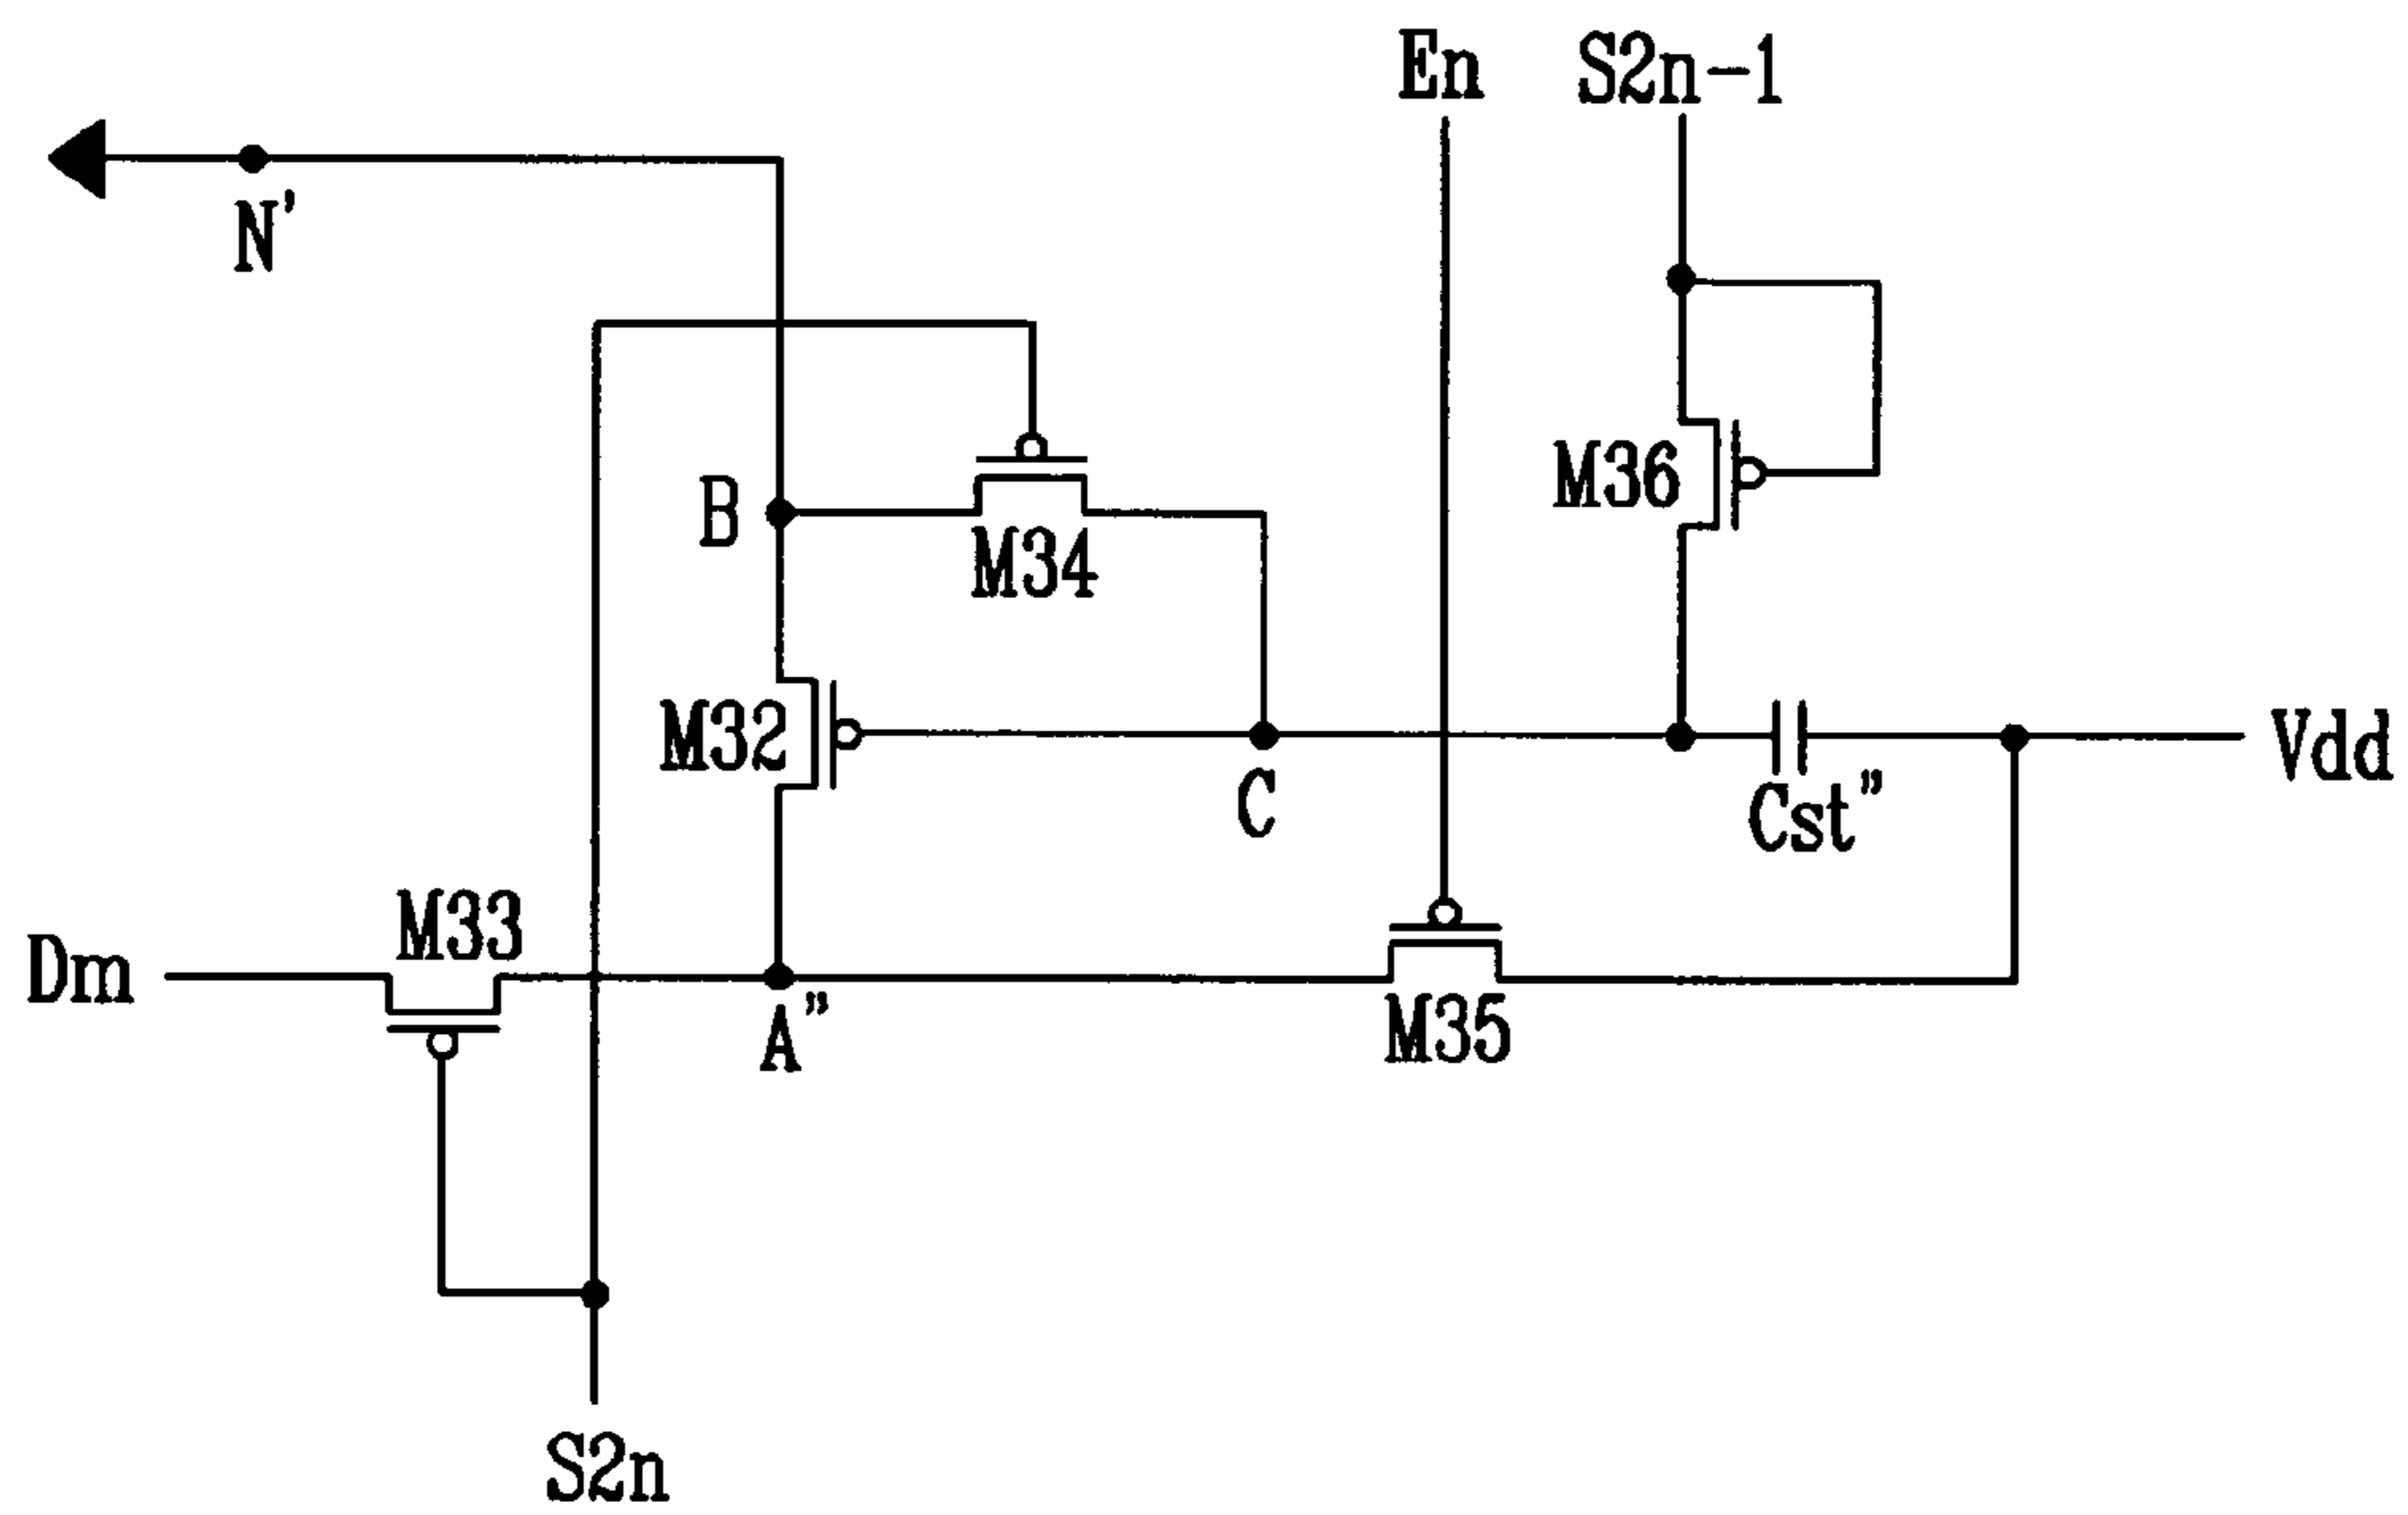 En
S2n-1
N'
B
M34
M36
M32
C
Cst"
Vdd
Dm
M33
A"
M35
S2n